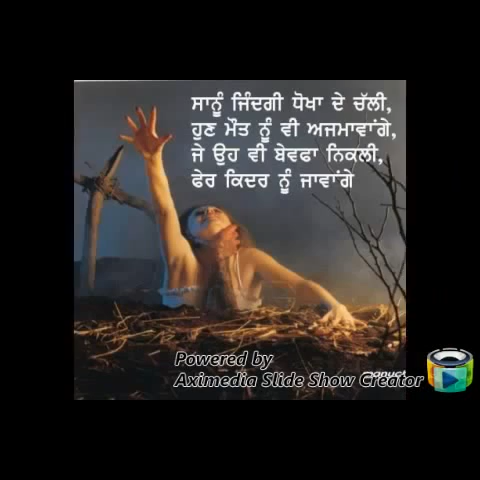 ਸਾਨੂੰ ਜਿੰਦਗੀ ਧੋਖਾ ਦੇ ਚੱਲੀ,
ਹੁਣ ਮੌਤ ਨੂੰ ਵੀ ਅਜਮਾਵਾਂਗੇ,
ਜੇ ਉਹ ਵੀ ਬੇਵਫਾ ਨਿਕਲੀ,
ਫੇਰ ਕਿਦਰ ਨੂੰ ਜਾਵਾਂਗੇ
Powered by
Aximedia Slide Show Creator